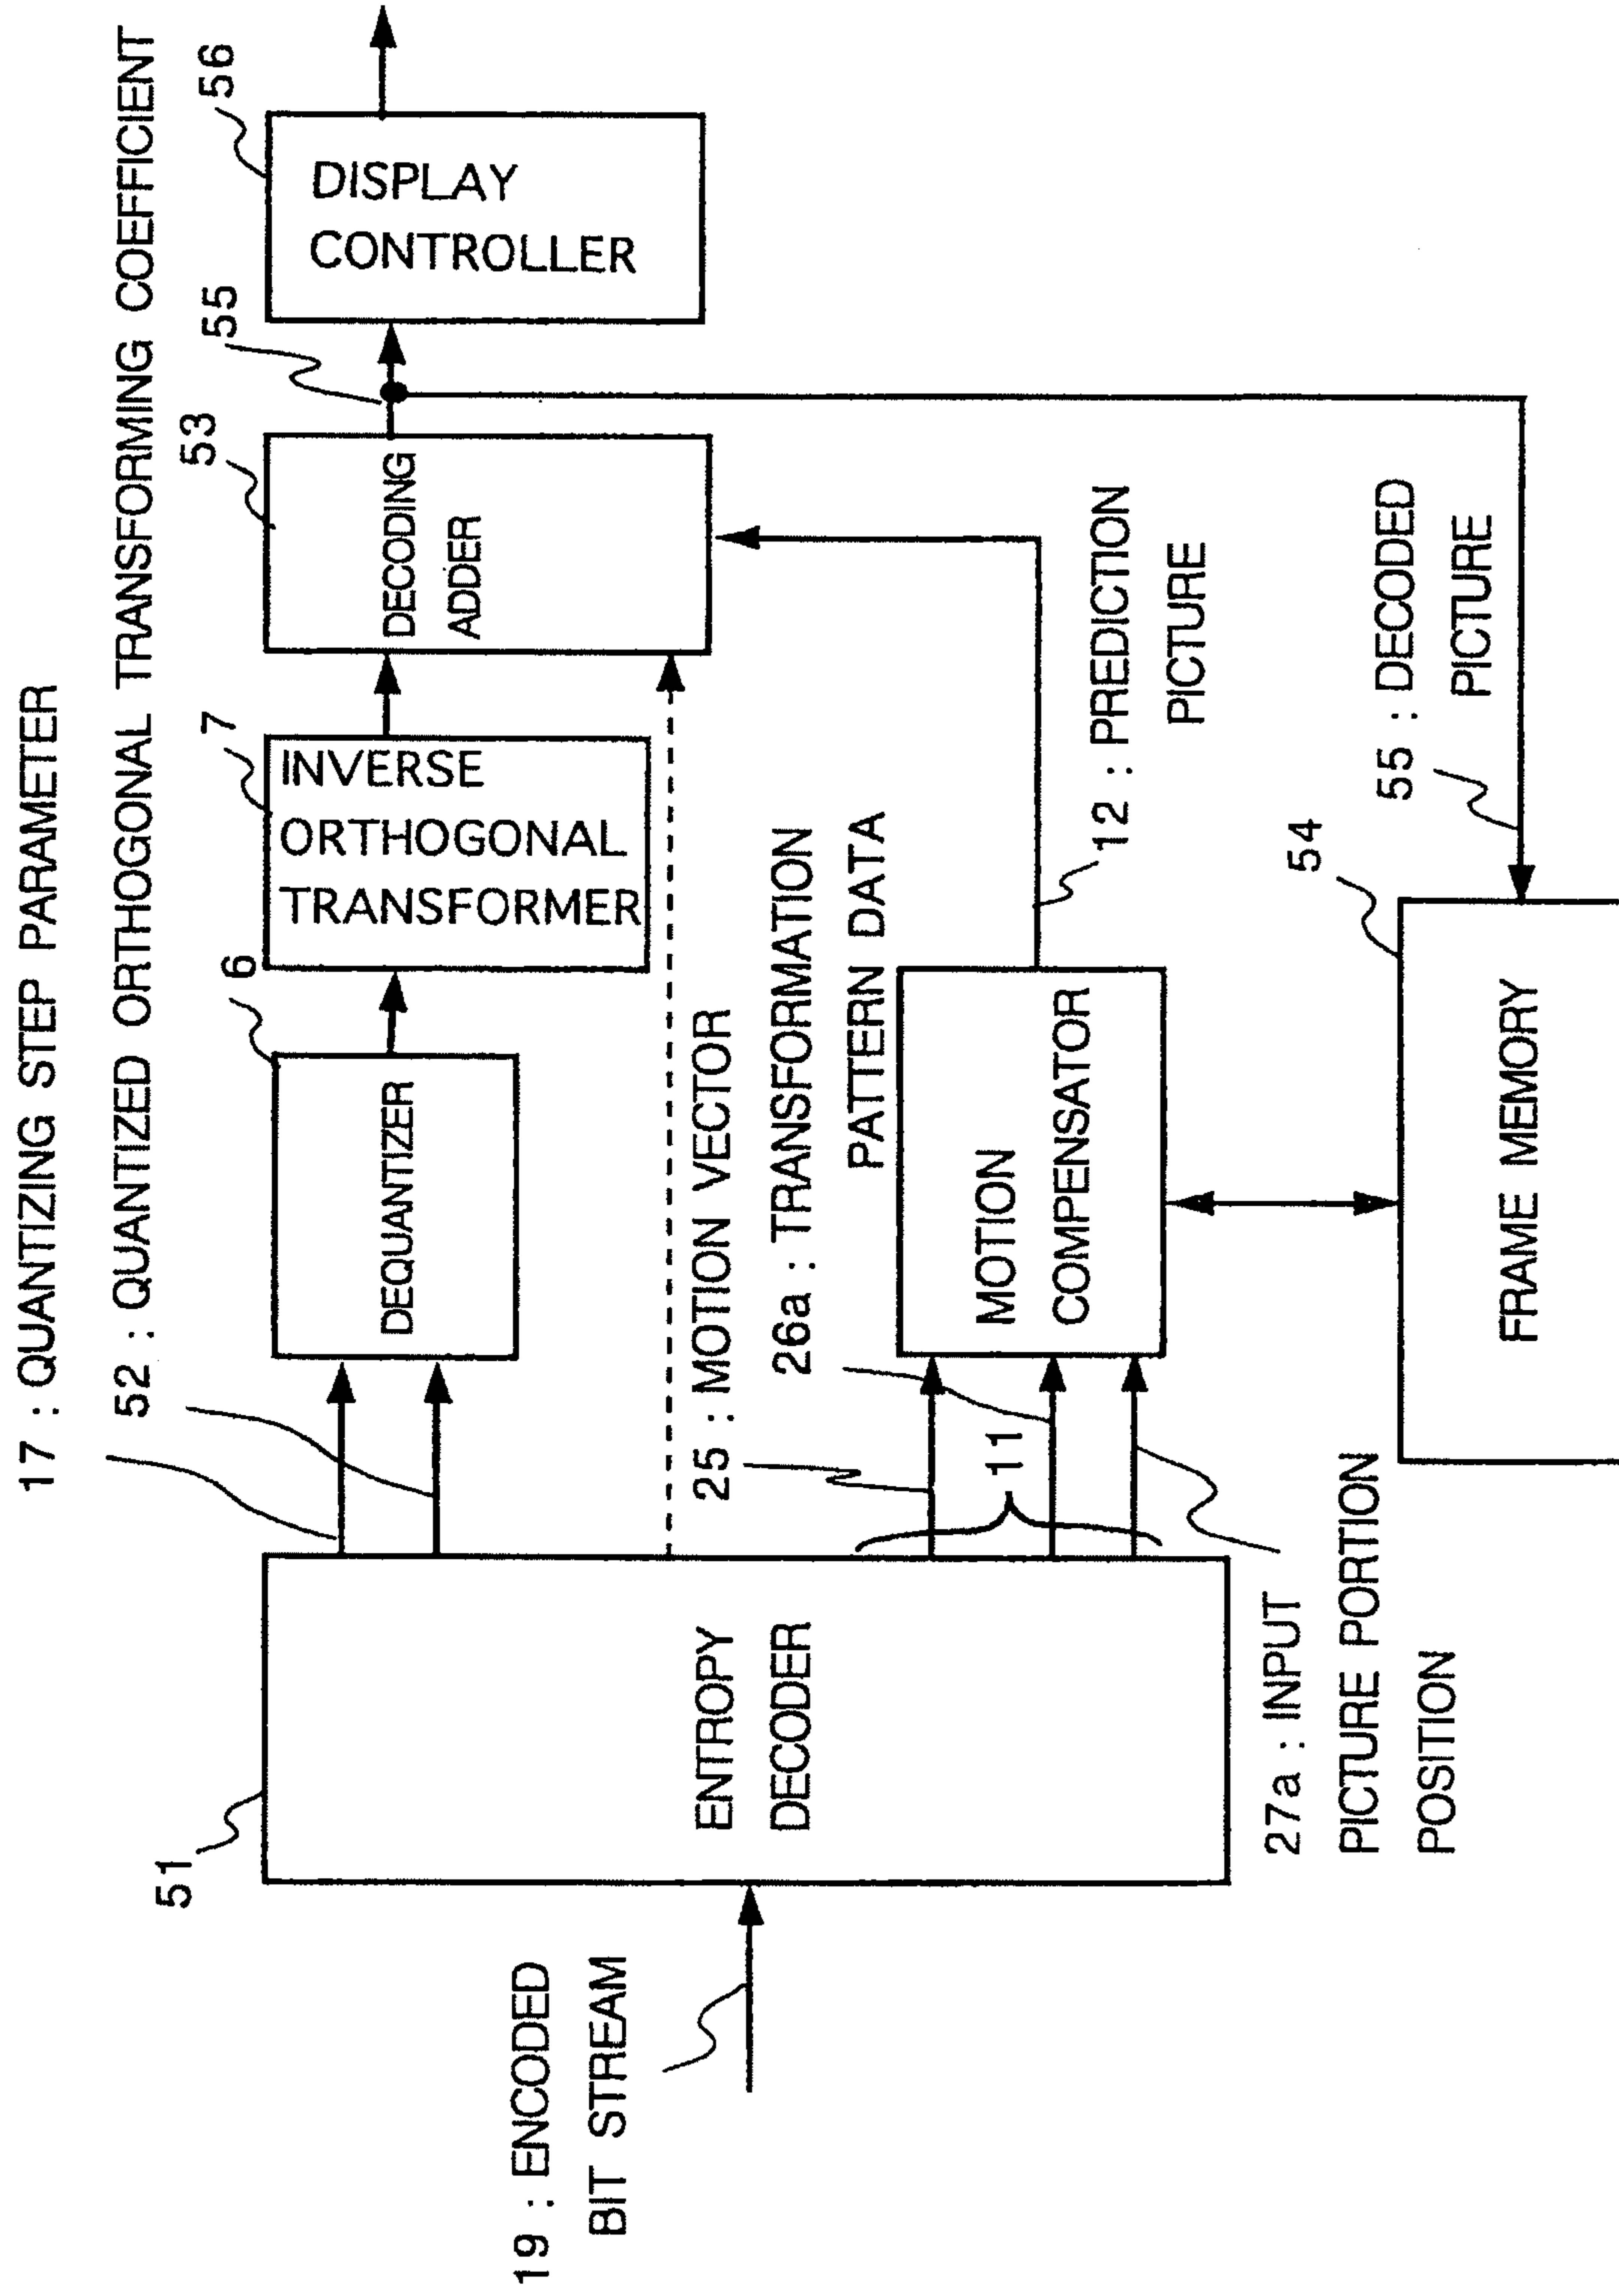 17 : QUANTIZING STEP PARAMETER
52 : QUANTIZED ORTHOGONAL TRANSFORMING COEFFICIENT
51
6
7
53
55
56
DEQUANTIZER
INVERSE
ORTHOGONAL
TRANSFORMER
DECODING
ADDER
DISPLAY
CONTROLLER
19 : ENCODED
BIT STREAM
ENTROPY
DECODER
25 : MOTION VECTOR
26a : TRANSFORMATION
PATTERN DATA
11
MOTION
COMPENSATOR
12 : PREDICTION
PICTURE
27a : INPUT
PICTURE PORTION
POSITION
54
55 : DECODED
PICTURE
FRAME MEMORY